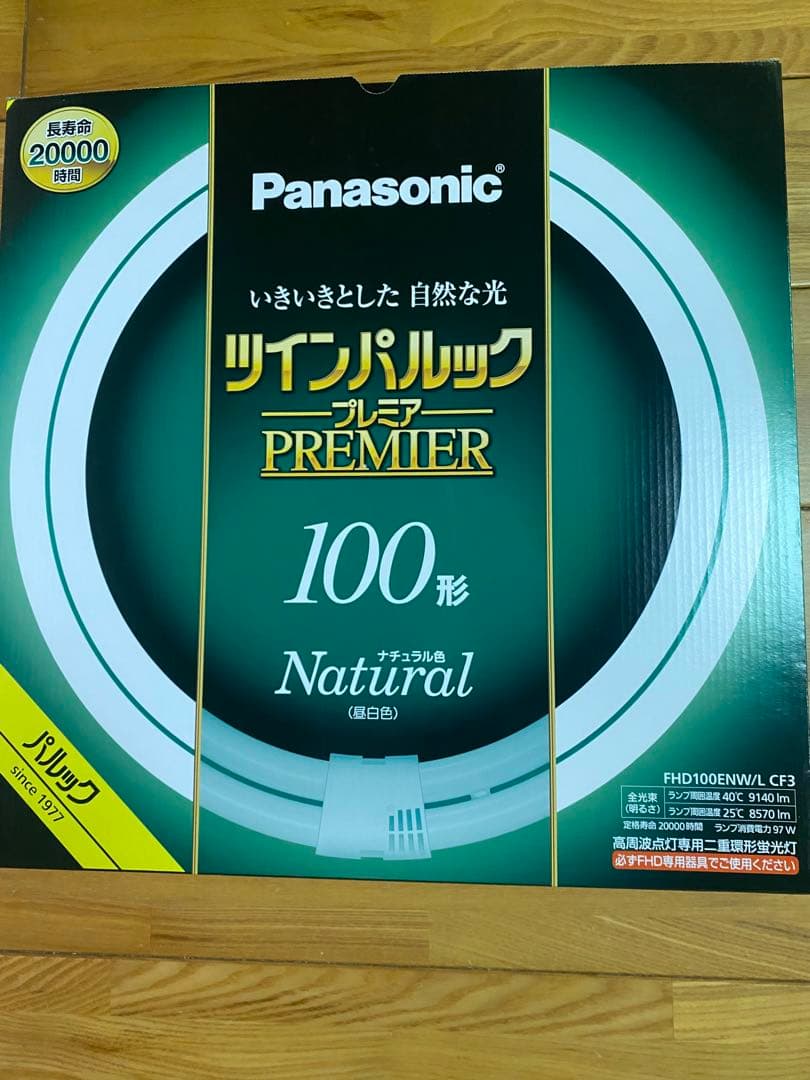 長寿命
20000
時間
Panasonic®
いきいきとした 自然な光
ツインパルック
プレミア
PREMIER
100形
ナチュラル色
Natural
(昼白色)
パルック
since 1977
FHD100ENW/L CF3
全光束
(明るさ)
ランプ周囲温度 40℃ 9140 lm
ランプ周囲温度 25℃ 8570 lm
定格寿命 20000時間 ランプ消費電力 97 W
高周波点灯専用二重環形蛍光灯
必ずFHD専用器具でご使用ください